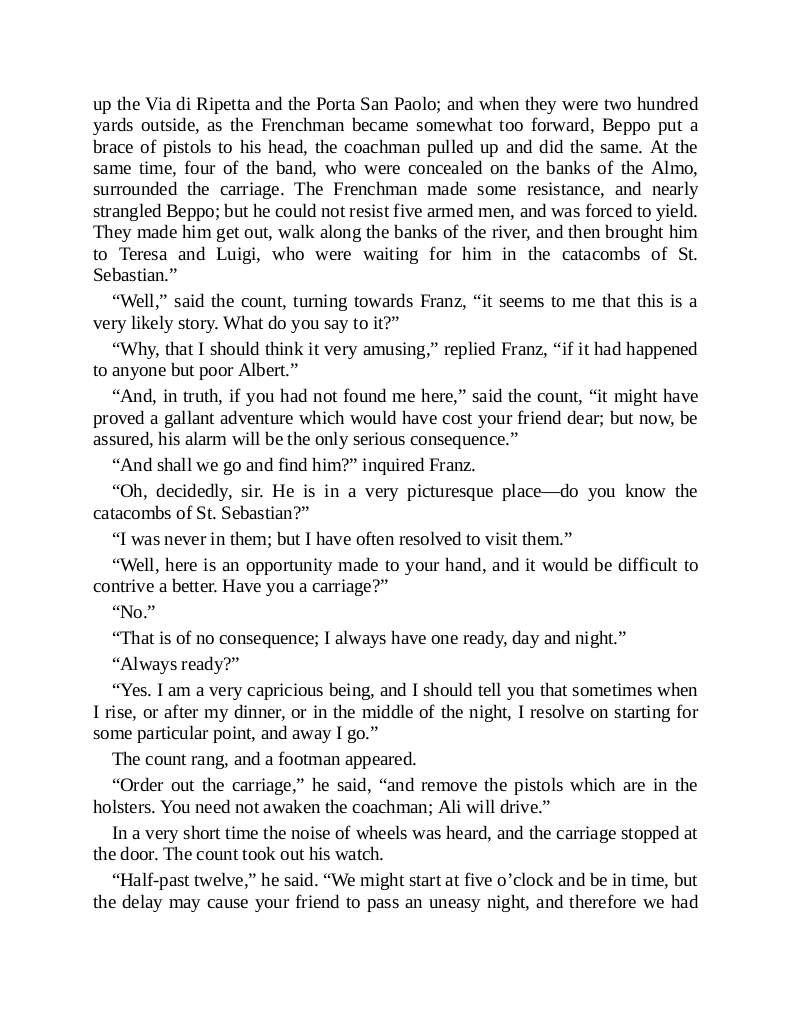 up the Via di Ripetta and the Porta San Paolo; and when they were two hundred
yards outside, as the Frenchman became somewhat too forward, Beppo put a
brace of pistols to his head, the coachman pulled up and did the same. At the
same time, four of the band, who were concealed on the banks of the Almo,
surrounded the carriage. The Frenchman made some resistance, and nearly
strangled Beppo; but he could not resist five armed men, and was forced to yield.
They made him get out, walk along the banks of the river, and then brought him
to Teresa and Luigi, who were waiting for him in the catacombs of St.
Sebastian.”
“Well,” said the count, turning towards Franz, “it seems to me that this is a
very likely story. What do you say to it?”
“Why, that I should think it very amusing,” replied Franz, “if it had happened
to anyone but poor Albert.”
“And, in truth, if you had not found me here,” said the count, “it might have
proved a gallant adventure which would have cost your friend dear; but now, be
assured, his alarm will be the only serious consequence.”
“And shall we go and find him?” inquired Franz.
“Oh, decidedly, sir. He is in a very picturesque place—do you know the
catacombs of St. Sebastian?”
“I was never in them; but I have often resolved to visit them.”
“Well, here is an opportunity made to your hand, and it would be difficult to
contrive a better. Have you a carriage?”
“No.”
“That is of no consequence; I always have one ready, day and night.”
“Always ready?”
“Yes. I am a very capricious being, and I should tell you that sometimes when
I rise, or after my dinner, or in the middle of the night, I resolve on starting for
some particular point, and away I go.”
The count rang, and a footman appeared.
“Order out the carriage,” he said, “and remove the pistols which are in the
holsters. You need not awaken the coachman; Ali will drive.”
In a very short time the noise of wheels was heard, and the carriage stopped at
the door. The count took out his watch.
“Half-past twelve,” he said. “We might start at five o’clock and be in time, but
the delay may cause your friend to pass an uneasy night, and therefore we had